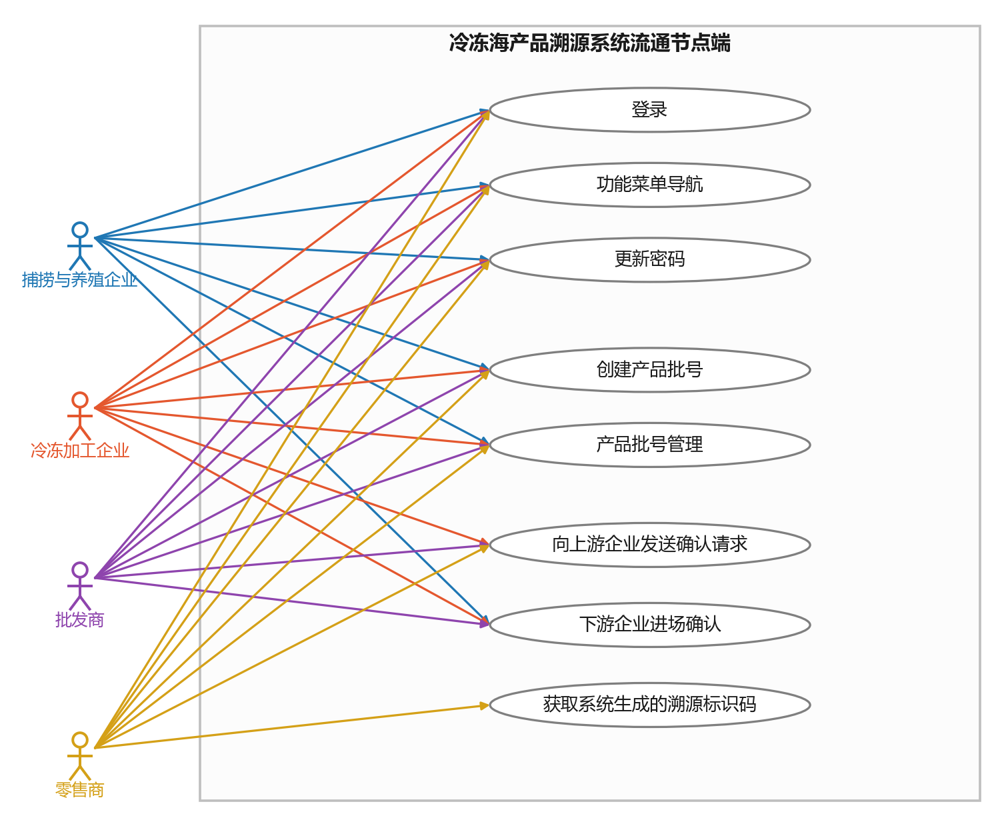 冷冻海产品溯源系统流通节点端
登录
功能菜单导航
更新密码
捕捞与养殖企业
创建产品批号
产品批号管理
冷冻加工企业
向上游企业发送确认请求
批发商
下游企业进场确认
获取系统生成的溯源标识码
零售商